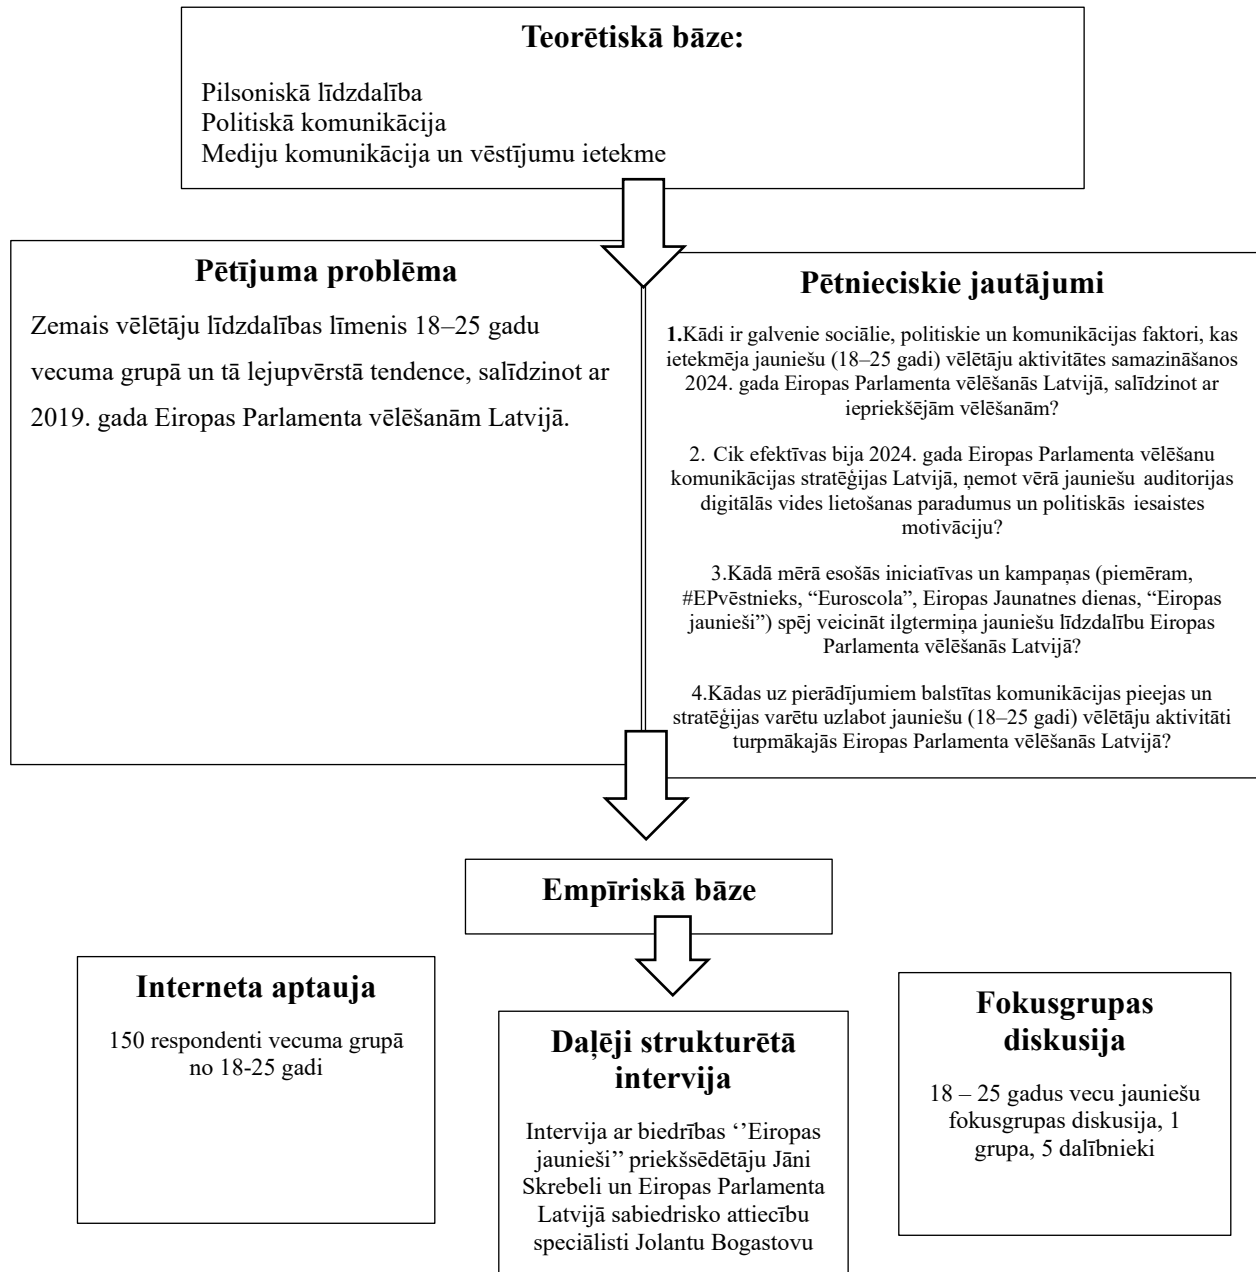 Teorētiskā bāze:
Pilsoniskā līdzdalība
Politiskā komunikācija
Mediju komunikācija un vēstījumu ietekme
Pētījuma problēma
Zemais vēlētāju līdzdalības līmenis 18–25 gadu
vecuma grupā un tā lejupvērstā tendence, salīdzinot ar
2019. gada Eiropas Parlamenta vēlēšanām Latvijā.
Pētnieciskie jautājumi
1.Kādi ir galvenie sociālie, politiskie un komunikācijas faktori, kas
ietekmēja jauniešu (18–25 gadi) vēlētāju aktivitātes samazināšanos
2024. gada Eiropas Parlamenta vēlēšanās Latvijā, salīdzinot ar
iepriekšējām vēlēšanām?
2. Cik efektīvas bija 2024. gada Eiropas Parlamenta vēlēšanu
komunikācijas stratēģijas Latvijā, ņemot vērā jauniešu auditorijas
digitālās vides lietošanas paradumus un politiskās iesaistes
motivāciju?
3.Kādā mērā esošās iniciatīvas un kampaņas (piemēram,
#EPvēstnieks, “Euroscola”, Eiropas Jaunatnes dienas, “Eiropas
jaunieši”) spēj veicināt ilgtermiņa jauniešu līdzdalību Eiropas
Parlamenta vēlēšanās Latvijā?
4.Kādas uz pierādījumiem balstītas komunikācijas pieejas un
stratēģijas varētu uzlabot jauniešu (18–25 gadi) vēlētāju aktivitāti
turpmākajās Eiropas Parlamenta vēlēšanās Latvijā?
Empīriskā bāze
Interneta aptauja
150 respondenti vecuma grupā
no 18-25 gadi
Daļēji strukturētā
intervija
Intervija ar biedrības ‘’Eiropas
jaunieši’’ priekšsēdētāju Jāni
Skrebeli un Eiropas Parlamenta
Latvijā sabiedrisko attiecību
speciālisti Jolantu Bogastovu
Fokusgrupas
diskusija
18 – 25 gadus vecu jauniešu
fokusgrupas diskusija, 1
grupa, 5 dalībnieki